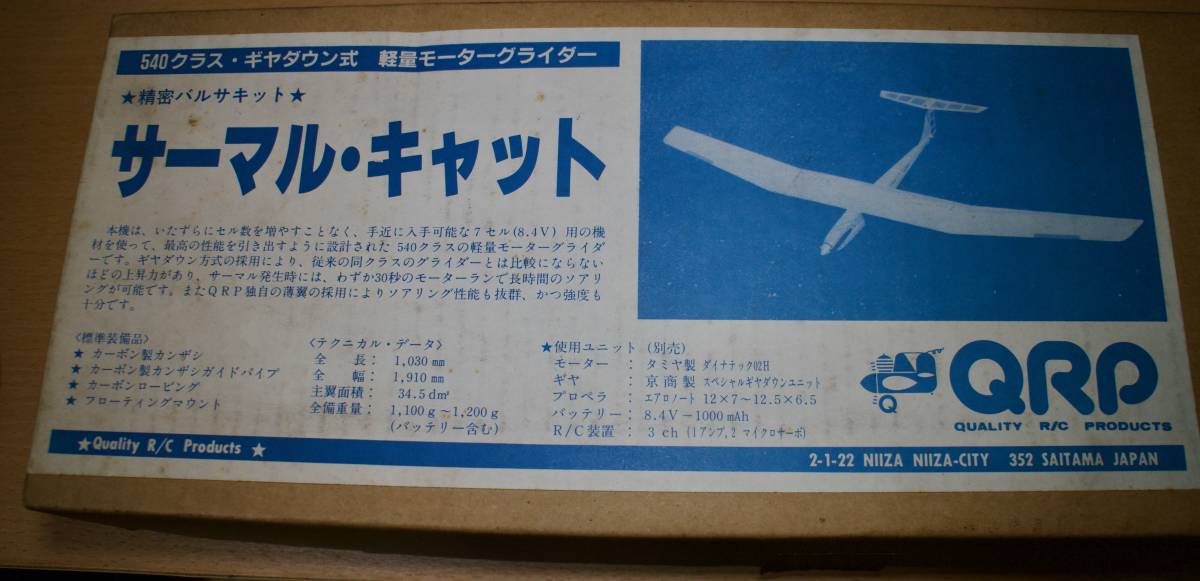 540クラス・ギヤダウン式 軽量モーターグライダー
★精密バルサキット★
サーマル・キャット
本機は、いたずらにセル数を増やすことなく、手近に入手可能な7セル(8.4V)用の機
材を使って、最高の性能を引き出すように設計された540クラスの軽量モーターグライダ
ーです。ギヤダウン方式の採用により、従来の同クラスのグライダーとは比較にならない
ほどの上昇力があり、サーマル発生時には、わずか30秒のモーターランで長時間のソアリ
ングが可能です。またQRP独自の薄翼の採用によりソアリング性能も抜群、かつ強度も
十分です。
〈標準装備品〉
★ カーボン製カンザシ
★ カーボン製カンザシガイドパイプ
★ カーボンロービング
★ フローティングマウント
〈テクニカル・データ〉
全長: 1,030mm
全幅: 1,910mm
主翼面積: 34.5dm²
全備重量: 1,100g~1,200g
(バッテリー含む)
★使用ユニット (別売)
モーター: タミヤ製 ダイナテック02H
ギヤ: 京商製 スペシャルギヤダウンユニット
プロペラ: エアロノート 12×7~12.5×6.5
バッテリー: 8.4V-1000mAh
R/C装置: 3ch (1アンプ,2マイクロサーボ)
Q
QRP
QUALITY R/C PRODUCTS
★Quality R/C Products ★
2-1-22 NIIZA NIIZA-CITY 352 SAITAMA JAPAN